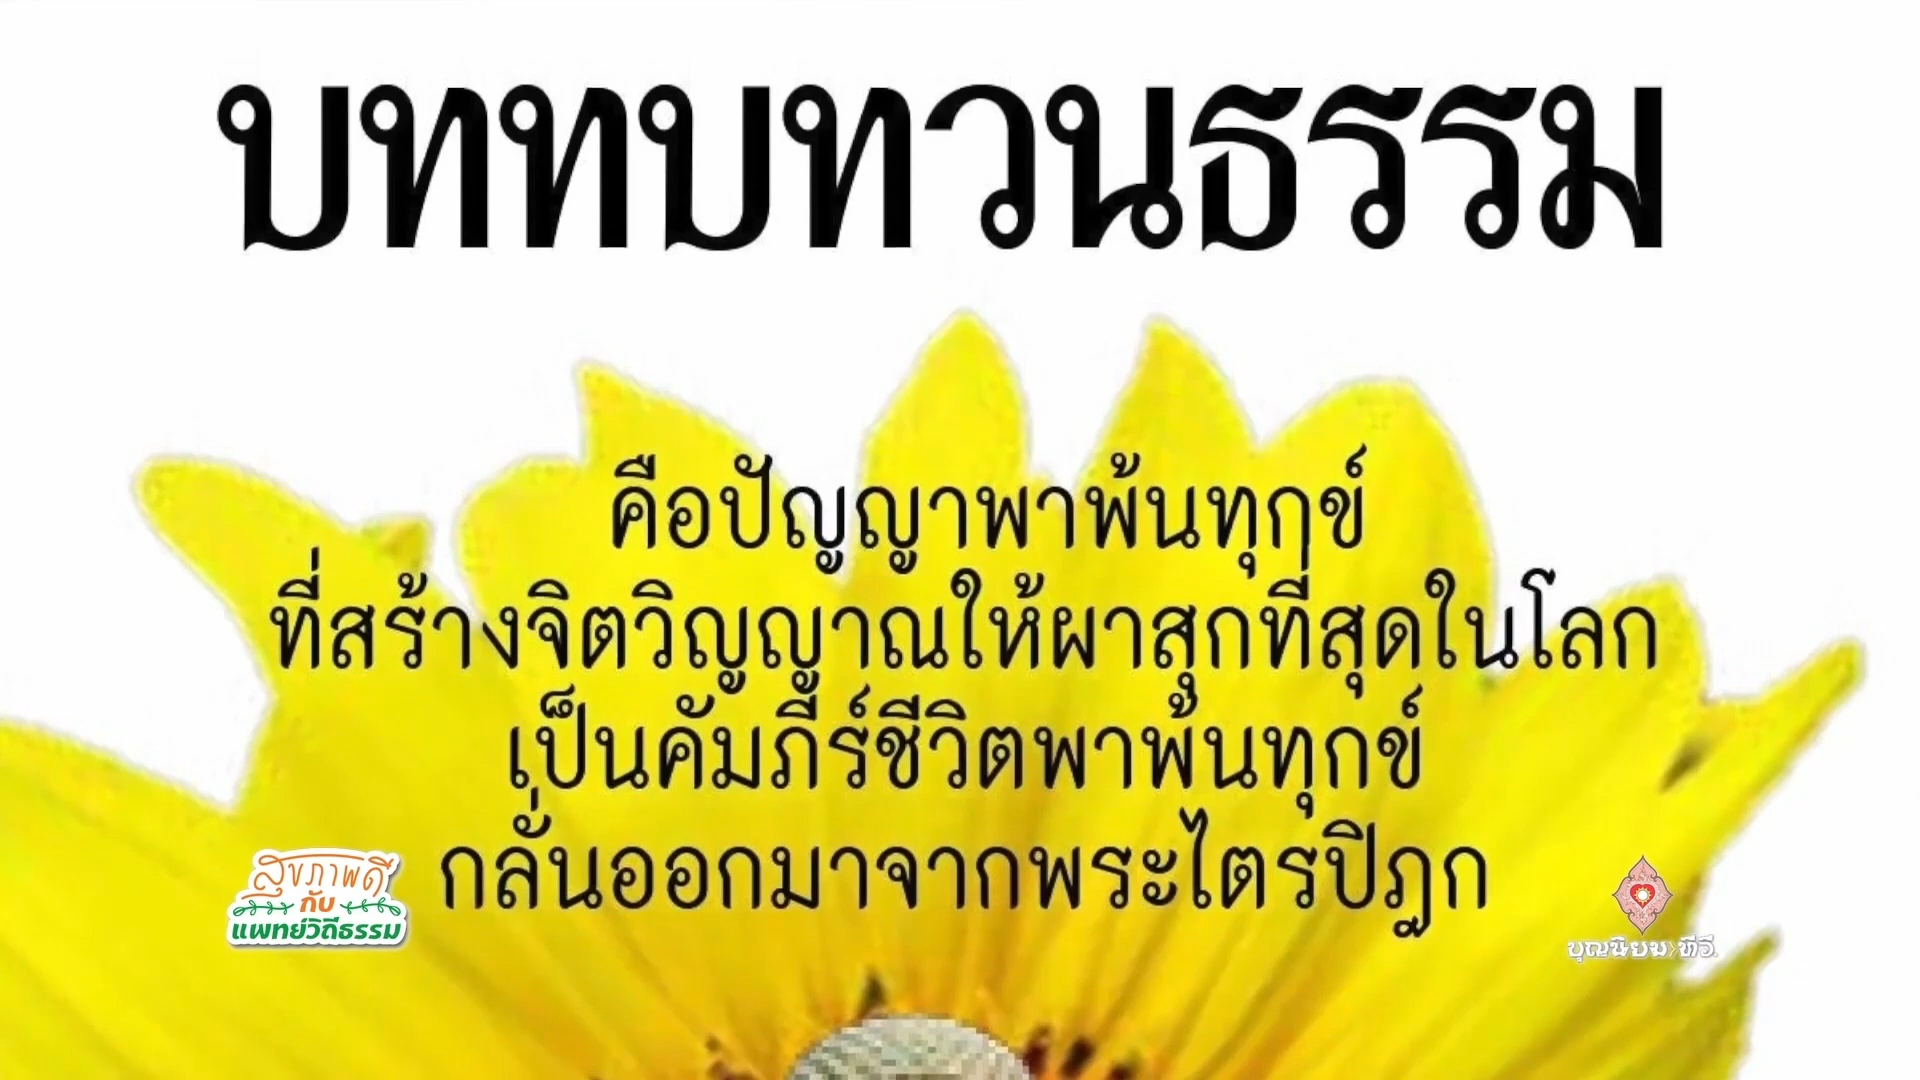 บททบทวนธรรม
คือปัญญาพาพ้นทุกข์
ที่สร้างจิตวิญญาณให้ผาสุกที่สุดในโลก
เป็นคัมภีร์ชีวิตพาพ้นทุกข์
กลั่นออกมาจากพระไตรปิฎก
สุขภาพดี
กับ
แพทย์วิถีธรรม
บุญนิยมทีวี